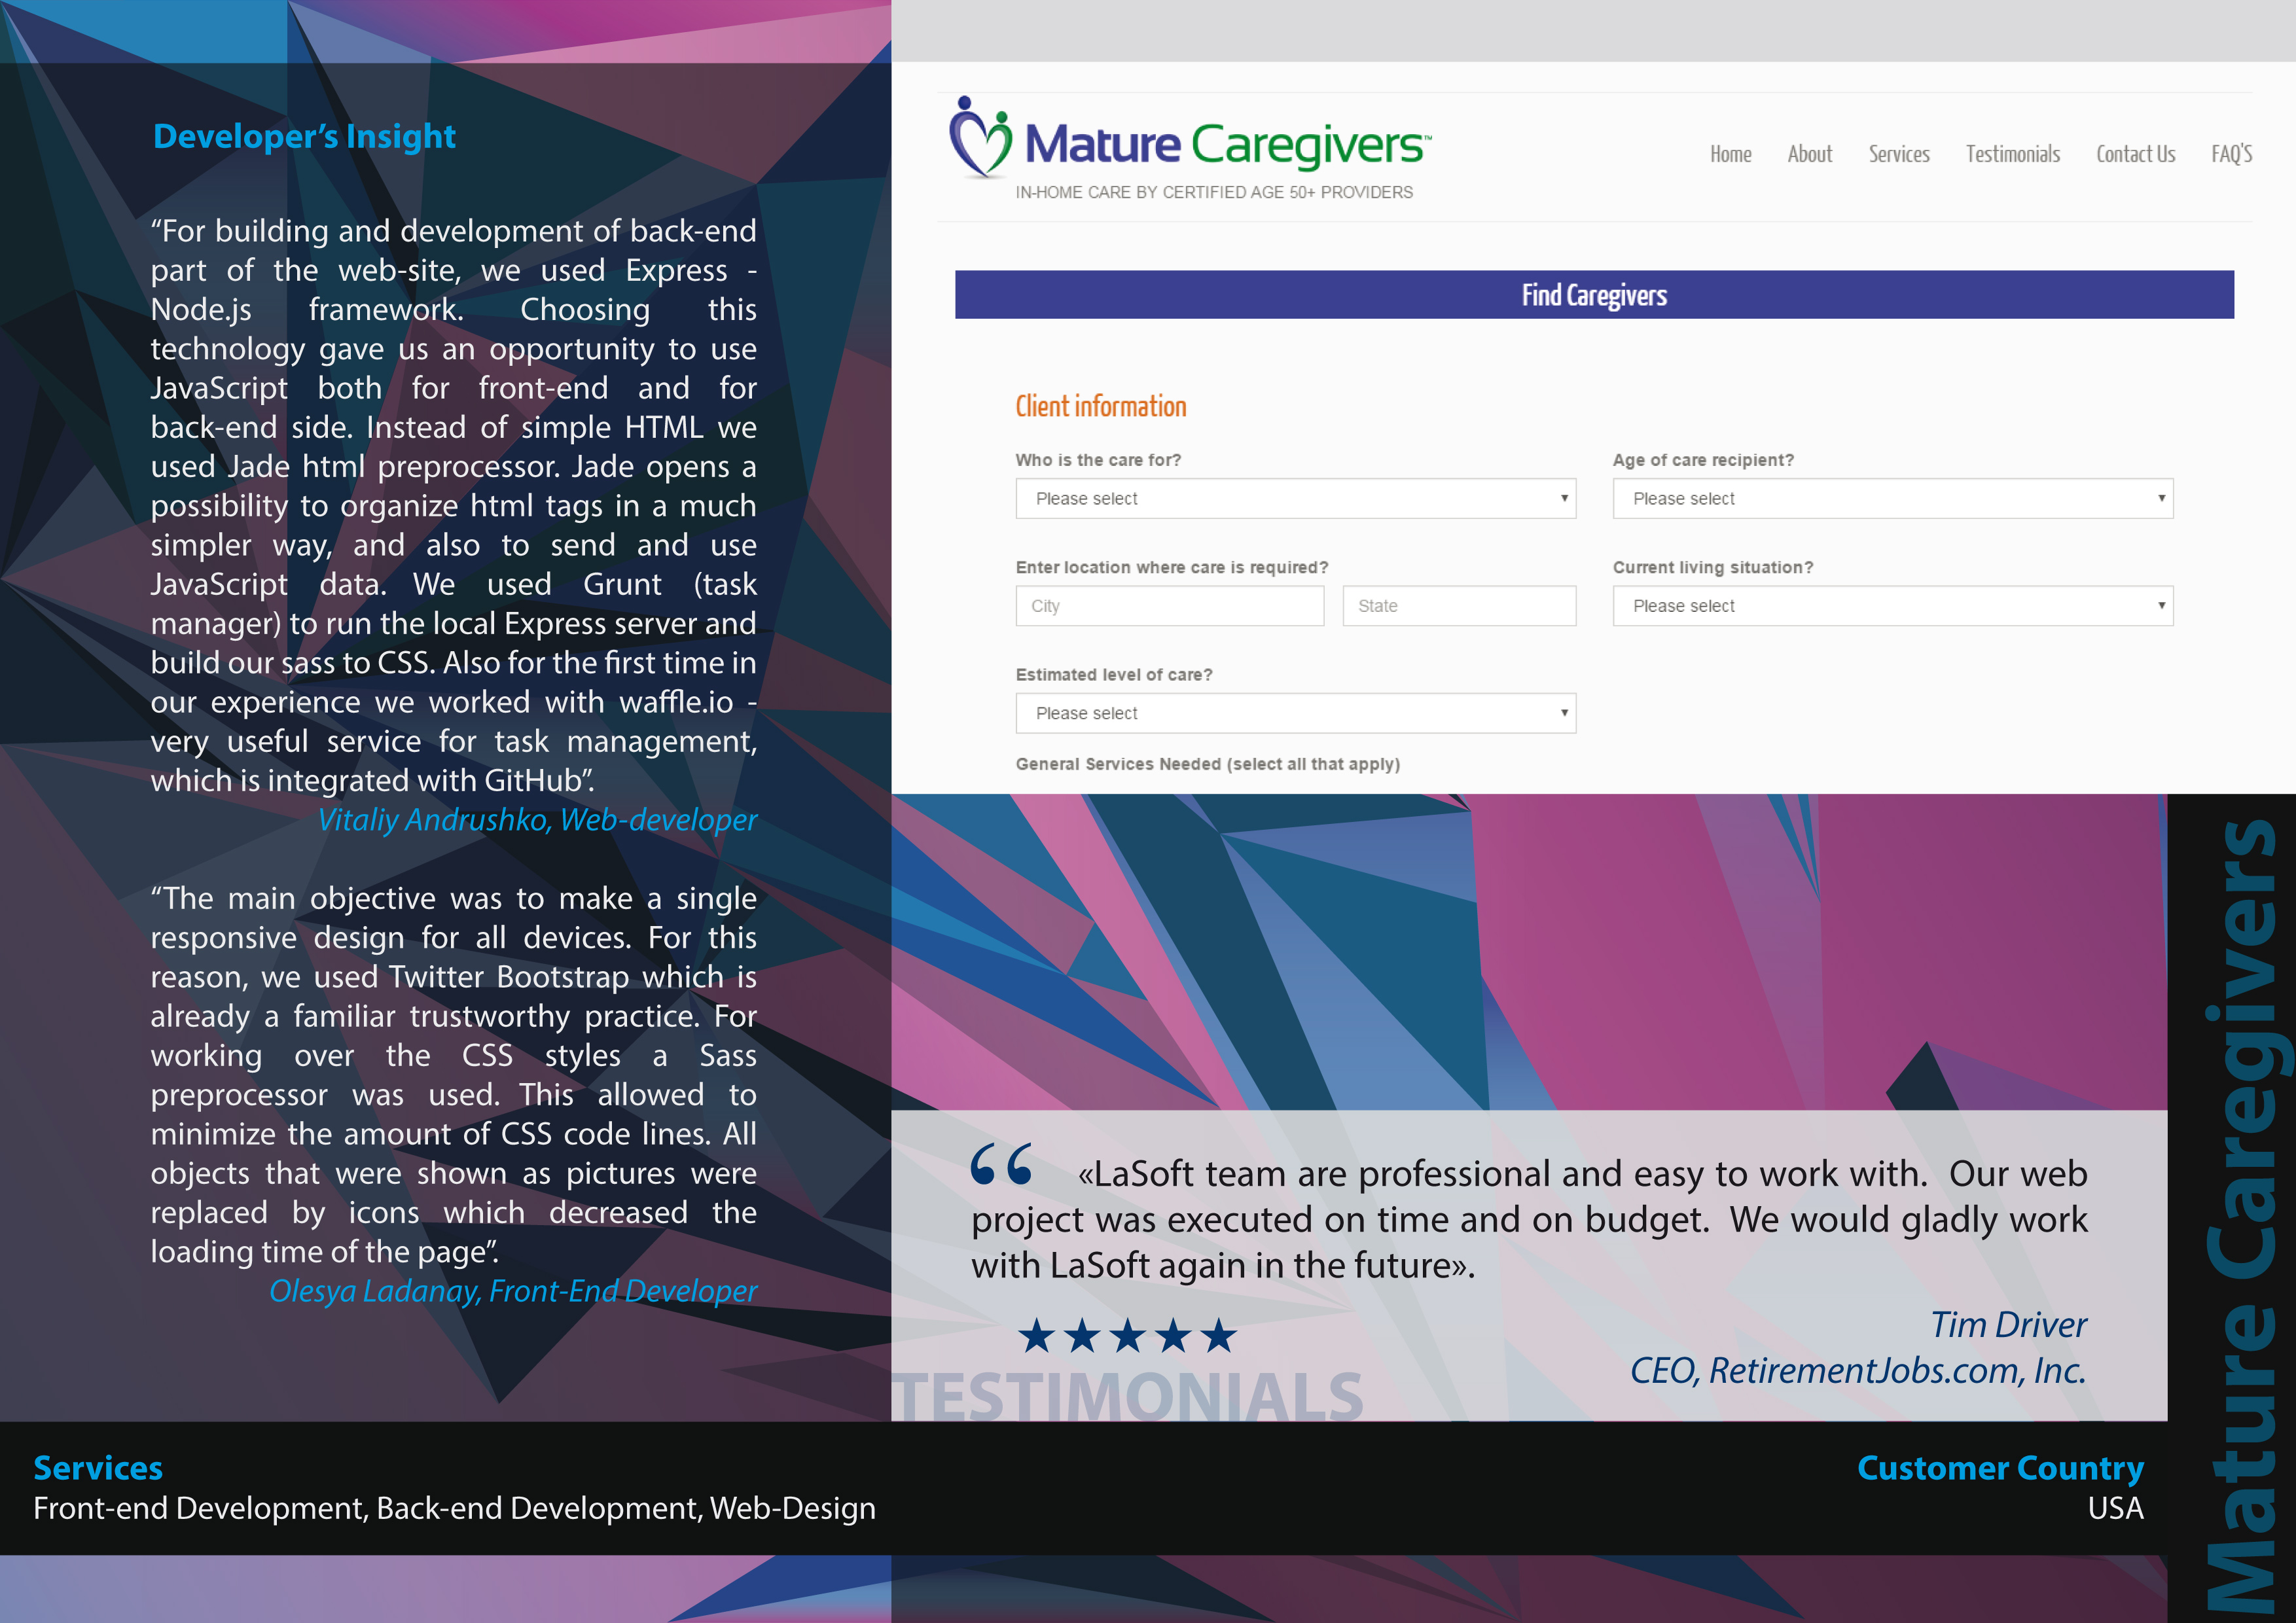 Developer’s Insight
“For building and development of back-end
part of the web-site, we used Express -
Node.js framework. Choosing this
technology gave us an opportunity to use
JavaScript both for front-end and for
back-end side. Instead of simple HTML we
used Jade html preprocessor. Jade opens a
possibility to organize html tags in a much
simpler way, and also to send and use
JavaScript data. We used Grunt (task
manager) to run the local Express server and
build our sass to CSS. Also for the first time in
our experience we worked with waffle.io -
very useful service for task management,
which is integrated with GitHub”.
Vitaliy Andrushko, Web-developer
“The main objective was to make a single
responsive design for all devices. For this
reason, we used Twitter Bootstrap which is
already a familiar trustworthy practice. For
working over the CSS styles a Sass
preprocessor was used. This allowed to
minimize the amount of CSS code lines. All
objects that were shown as pictures were
replaced by icons which decreased the
loading time of the page”.
Olesya Ladanay, Front-End Developer
Mature Caregivers™
IN-HOME CARE BY CERTIFIED AGE 50+ PROVIDERS
Home About Services Testimonials Contact Us FAQ'S
Find Caregivers
Client information
Who is the care for? Age of care recipient?
Please select Please select
Enter location where care is required? Current living situation?
City State Please select
Estimated level of care?
Please select
General Services Needed (select all that apply)
“ «LaSoft team are professional and easy to work with. Our web
project was executed on time and on budget. We would gladly work
with LaSoft again in the future».
Tim Driver
CEO, RetirementJobs.com, Inc.
TESTIMONIALS
Mature Caregivers
Services
Front-end Development, Back-end Development, Web-Design
Customer Country
USA